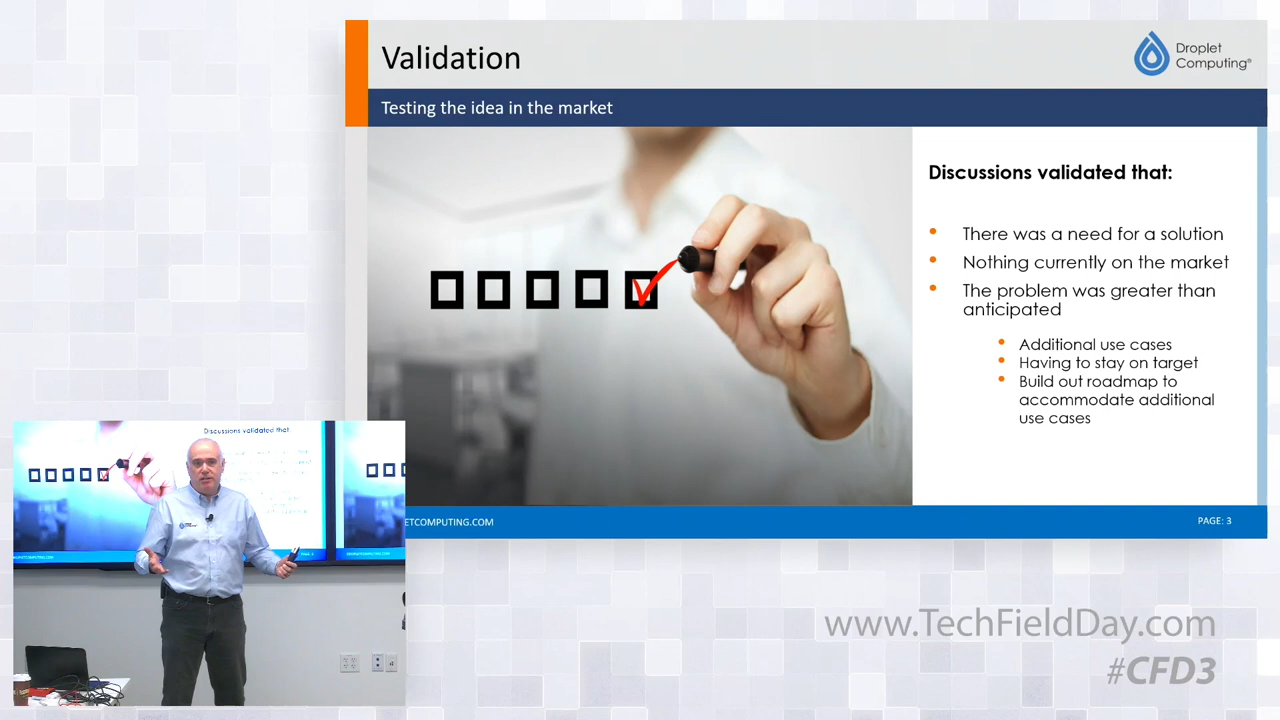 Validation
Droplet
Computing®
Testing the idea in the market
Discussions validated that:
• There was a need for a solution
• Nothing currently on the market
• The problem was greater than
anticipated
• Additional use cases
• Having to stay on target
• Build out roadmap to
accommodate additional
use cases
Discussions validated that:
ETCOMPUTING.COM
PAGE: 3
www.TechFieldDay.com
#CFD3